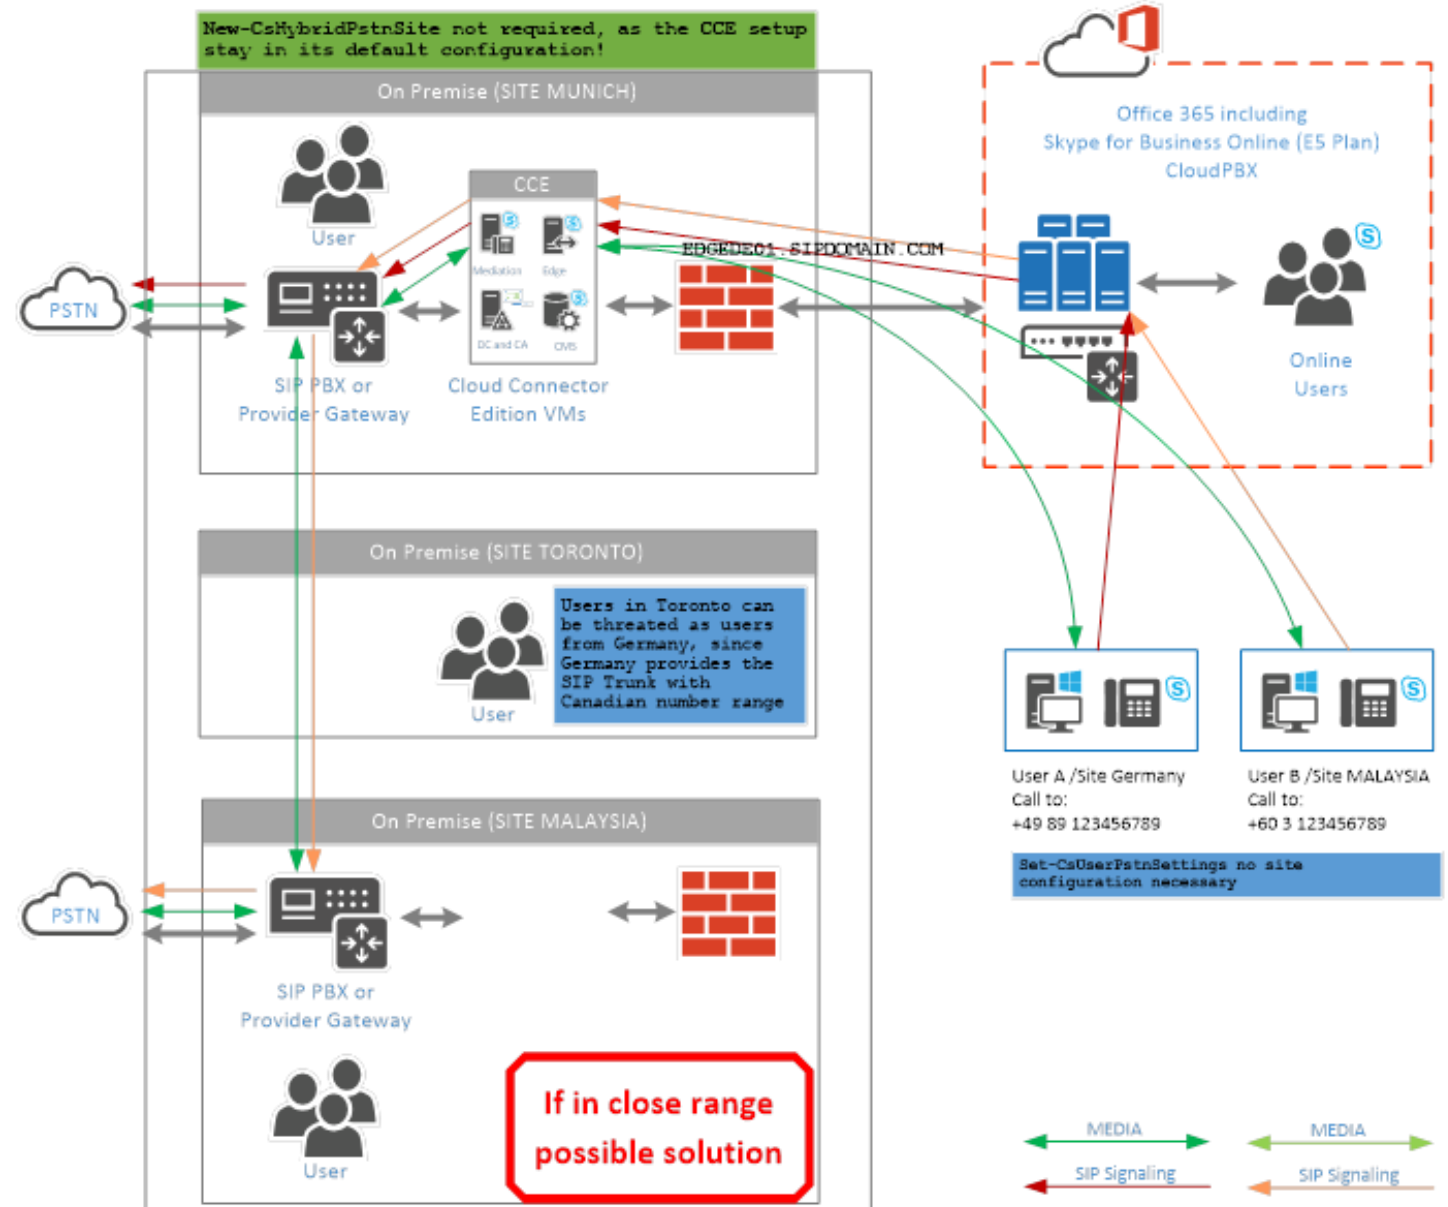 New-CsHybridPstnSite not required, as the CCE setup
stay in its default configuration!
On Premise (SITE MUNICH)
User
CCE
Mediation
Edge
DC and CA
CMS
Cloud Connector
Edition VMs
PSTN
SIP PBX or
Provider Gateway
EDGEDE01.SIPDOMAIN.COM
Office 365 including
Skype for Business Online (E5 Plan)
CloudPBX
Online
Users
On Premise (SITE TORONTO)
User
Users in Toronto can
be threated as users
from Germany, since
Germany provides the
SIP Trunk with
Canadian number range
User A /Site Germany
Call to:
+49 89 123456789
User B /Site MALAYSIA
Call to:
+60 3 123456789
Set-CsUserPstnSettings no site
configuration necessary
On Premise (SITE MALAYSIA)
PSTN
SIP PBX or
Provider Gateway
User
If in close range
possible solution
MEDIA
SIP Signaling
MEDIA
SIP Signaling